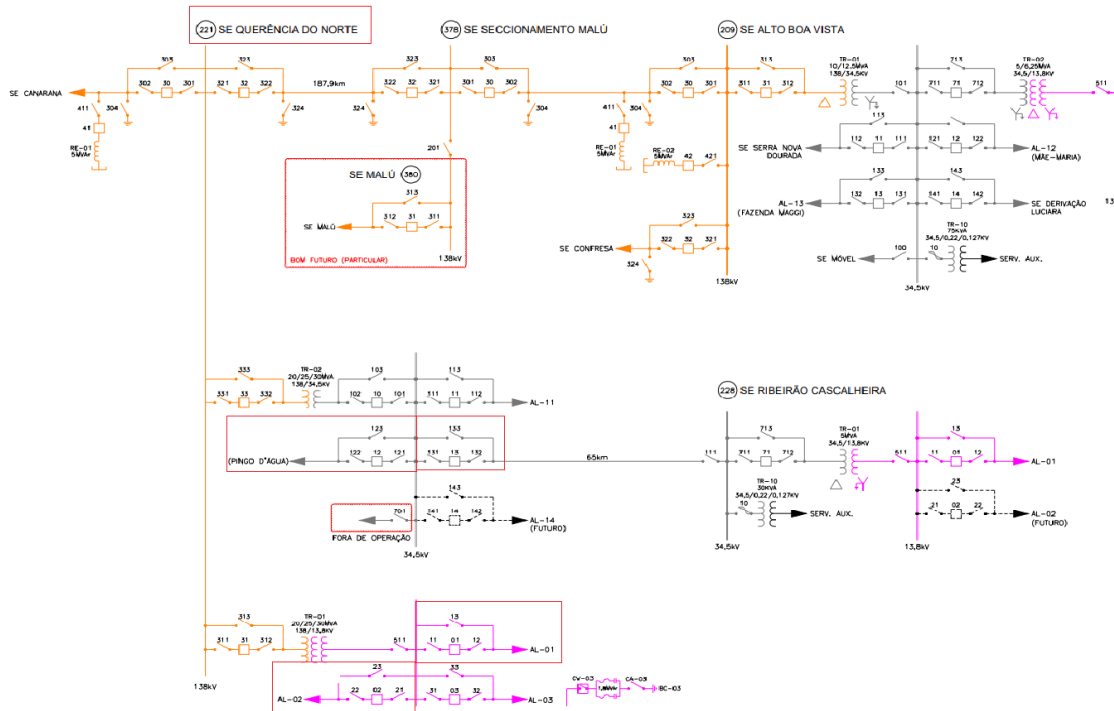 221 SE QUERÊNCIA DO NORTE
378 SE SECCIONAMENTO MALÚ
209 SE ALTO BOA VISTA
303
323
323
303
303
313
TR-01
10/12,5MVA
138/34,5KV
713
TR-02
5/6,25MVA
34,5/13,8KV
SE CANARANA
302 30 301
321 32 322
187,9km
322 32 321
301 30 302
302 30 301
311 31 312
101
711 71 712
511
411
304
324
324
304
411
304
41
41
RE-01
5MVAr
RE-01
5MVAr
RE-02
5MVAr
42 421
113
SE SERRA NOVA
DOURADA
112 11 111
521 12 122
AL-12
(MÃE-MARIA)
201
SE MALÚ 380
313
SE MALÚ
312 31 311
BOM FUTURO (PARTICULAR)
138kV
133
143
132 13 131
541 14 142
AL-13
(FAZENDA MAGGI)
SE DERIVAÇÃO
LUCIARA
13
323
SE CONFRESA
322 32 321
324
138kV
TR-10
75KVA
34,5/0,22/0,127KV
SE MÓVEL
100
10
SERV. AUX.
34,5kV
333
TR-02
20/25/30MVA
138/34,5KV
103
113
331 33 332
102 10 101
511 11 112
AL-11
228 SE RIBEIRÃO CASCALHEIRA
123
133
(PINGO D'ÁGUA)
122 12 121
531 13 132
65km
111
713
711 71 712
TR-01
5MVA
34,5/13,8KV
511
13
11 01 12
AL-01
TR-10
30KVA
34,5/0,22/0,127KV
10
SERV. AUX.
23
21 02 22
AL-02
(FUTURO)
143
701
541 14 142
AL-14
(FUTURO)
FORA DE OPERAÇÃO
34,5kV
34,5kV
13,8kV
313
TR-01
20/25/30MVA
138/13,8KV
13
311 31 312
511
11 01 12
AL-01
138kV
23
33
AL-02
22 02 21
31 03 32
AL-03
CW-03
CA-03
BC-03